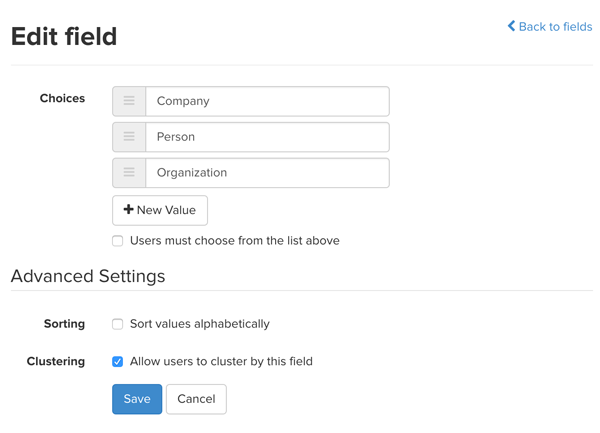 Edit field
Back to fields
Choices
Company
Person
Organization
New Value
Users must choose from the list above
Advanced Settings
Sorting Sort values alphabetically
Clustering Allow users to cluster by this field
Save Cancel